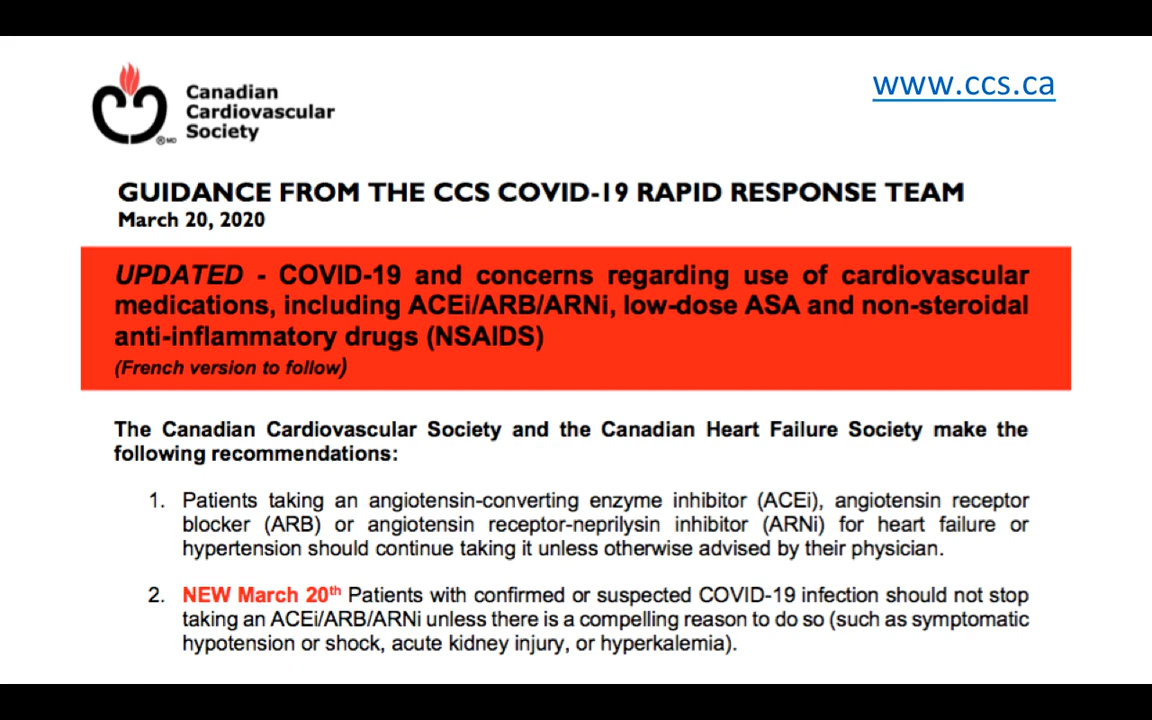 Canadian
Cardiovascular
Society
®MD
www.ccs.ca
GUIDANCE FROM THE CCS COVID-19 RAPID RESPONSE TEAM
March 20, 2020
UPDATED - COVID-19 and concerns regarding use of cardiovascular
medications, including ACEi/ARB/ARNi, low-dose ASA and non-steroidal
anti-inflammatory drugs (NSAIDS)
(French version to follow)
The Canadian Cardiovascular Society and the Canadian Heart Failure Society make the
following recommendations:
1. Patients taking an angiotensin-converting enzyme inhibitor (ACEi), angiotensin receptor
blocker (ARB) or angiotensin receptor-neprilysin inhibitor (ARNi) for heart failure or
hypertension should continue taking it unless otherwise advised by their physician.
2. NEW March 20th Patients with confirmed or suspected COVID-19 infection should not stop
taking an ACEi/ARB/ARNi unless there is a compelling reason to do so (such as symptomatic
hypotension or shock, acute kidney injury, or hyperkalemia).